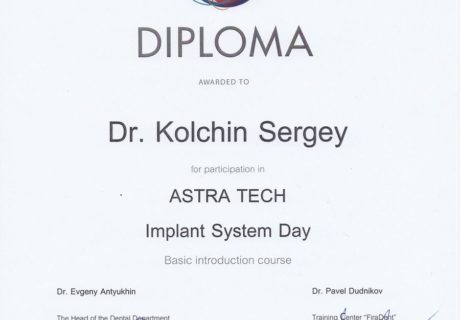 DIPLOMA
AWARDED TO
Dr. Kolchin Sergey
for participation in
ASTRA TECH
Implant System Day
Basic introduction course
Dr. Evgeny Antyukhin
Dr. Pavel Dudnikov
The Head of the Dental Department
Training Center "FiraDent"